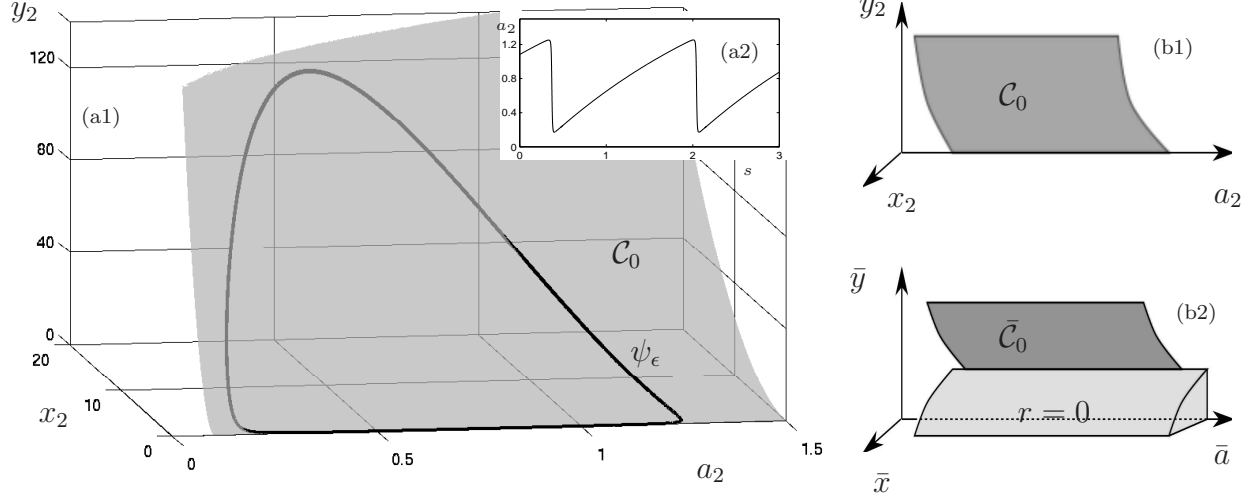 y₂
120
80
40
0
20
10
0
x₂
0
0.5
1
1.5
a₂
(a1)
C₀
ψ_ϵ
a₂
1.2
0.8
0.4
0
0
1
2
3
s
(a2)
y₂
(b1)
C₀
x₂
a₂
ȳ
(b2)
C̄₀
r = 0
x̄
ā